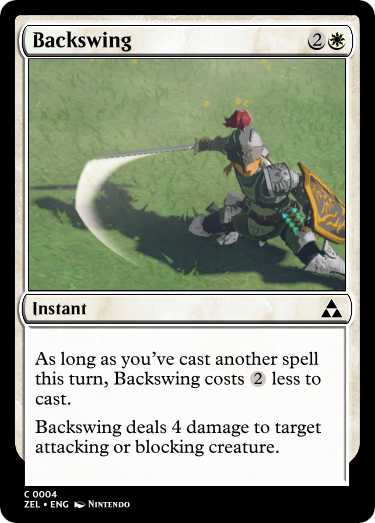 Backswing 2
Instant
As long as you've cast another spell
this turn, Backswing costs 2 less to
cast.
Backswing deals 4 damage to target
attacking or blocking creature.
C 0004
ZEL • ENG Nintendo